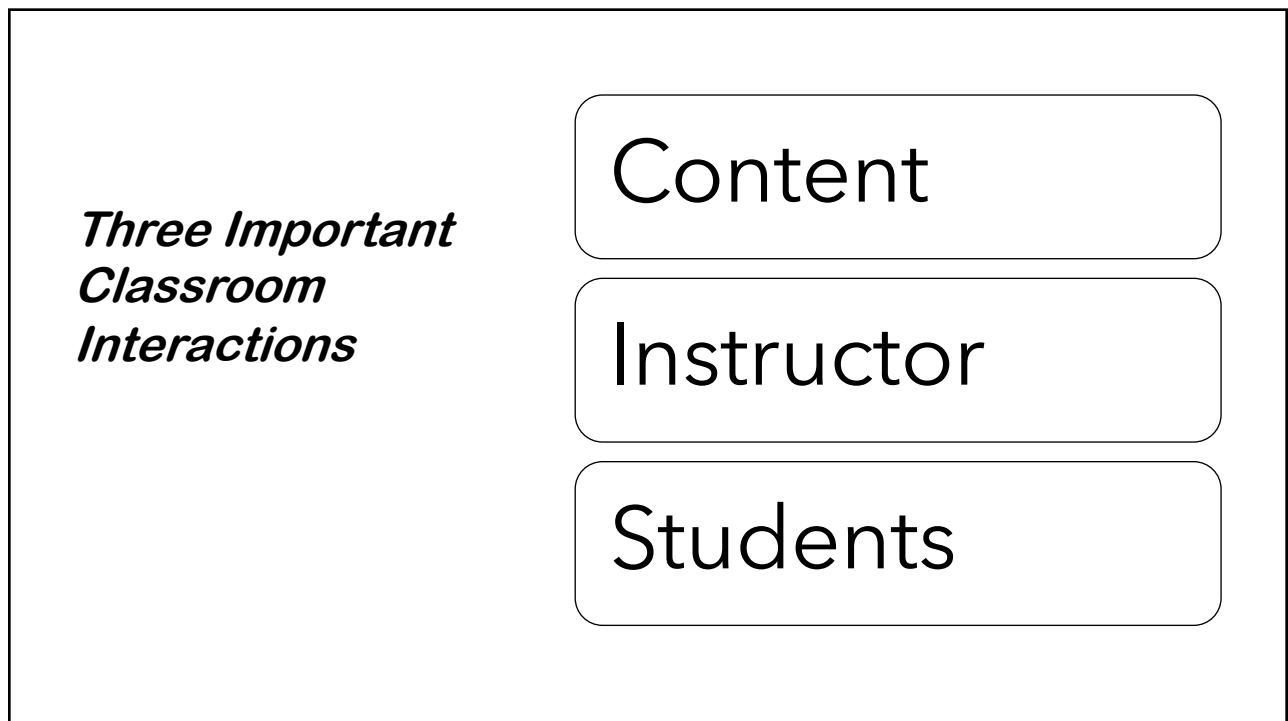 Three Important
Classroom
Interactions
Content
Instructor
Students